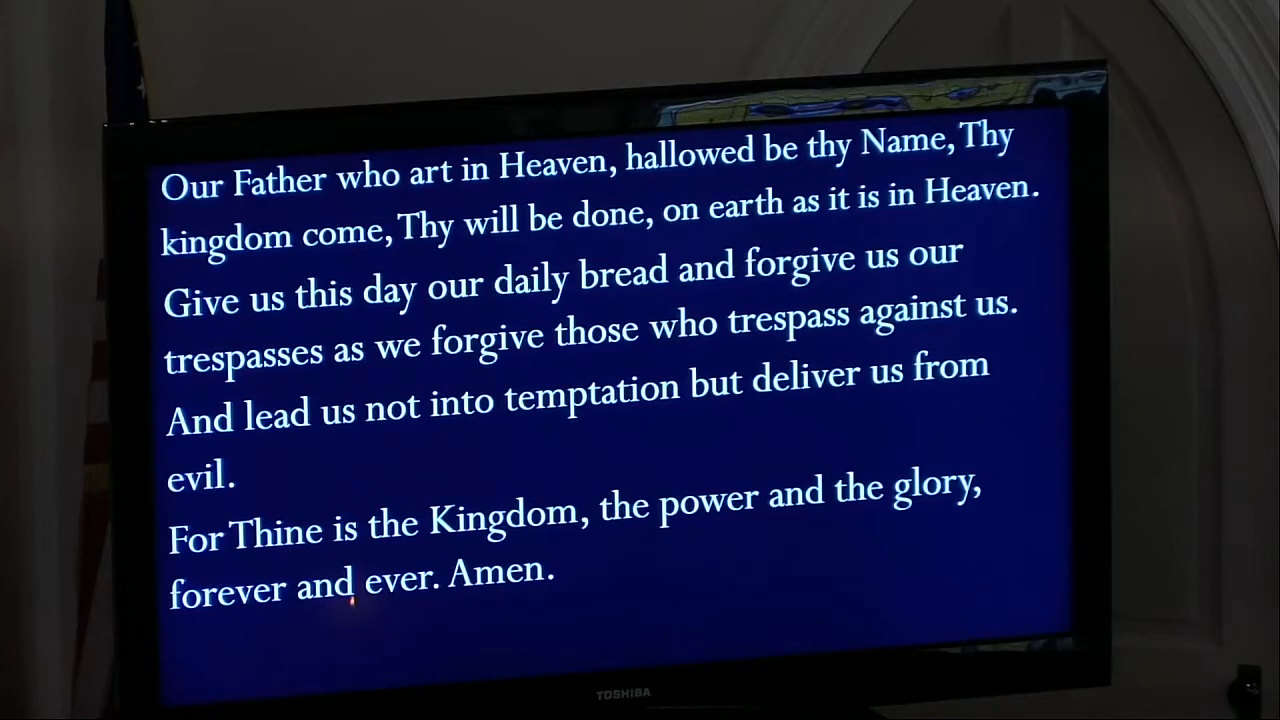 Our Father who art in Heaven, hallowed be thy Name, Thy
kingdom come, Thy will be done, on earth as it is in Heaven.
Give us this day our daily bread and forgive us our
trespasses as we forgive those who trespass against us.
And lead us not into temptation but deliver us from
evil.
For Thine is the Kingdom, the power and the glory,
forever and ever. Amen.
TOSHIBA